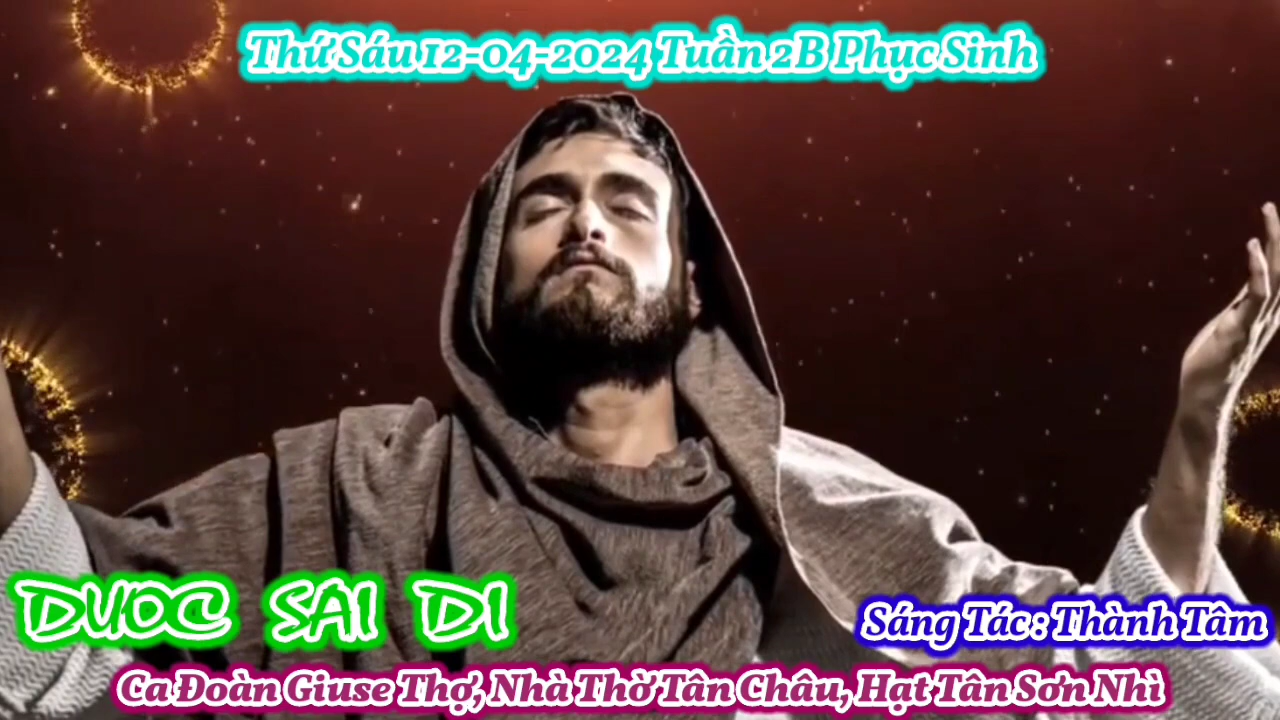 Thứ Sáu 12-04-2024 Tuần 2B Phục Sinh
DUOC SAI DI
Sáng Tác : Thành Tâm
Ca Đoàn Giuse Thợ, Nhà Thờ Tân Châu, Hạt Tân Sơn Nhì